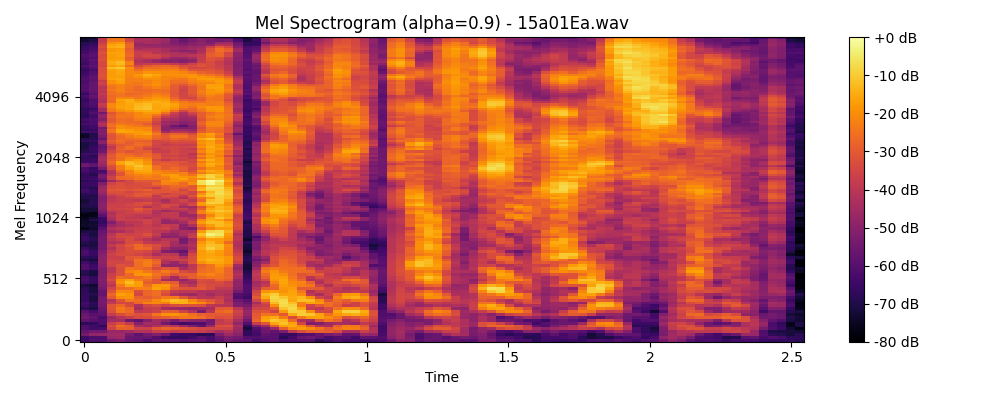 Mel Spectrogram (alpha=0.9) - 15a01Ea.wav
Mel Frequency
4096
2048
1024
512
0
0
0.5
1
1.5
2
2.5
Time
+0 dB
-10 dB
-20 dB
-30 dB
-40 dB
-50 dB
-60 dB
-70 dB
-80 dB